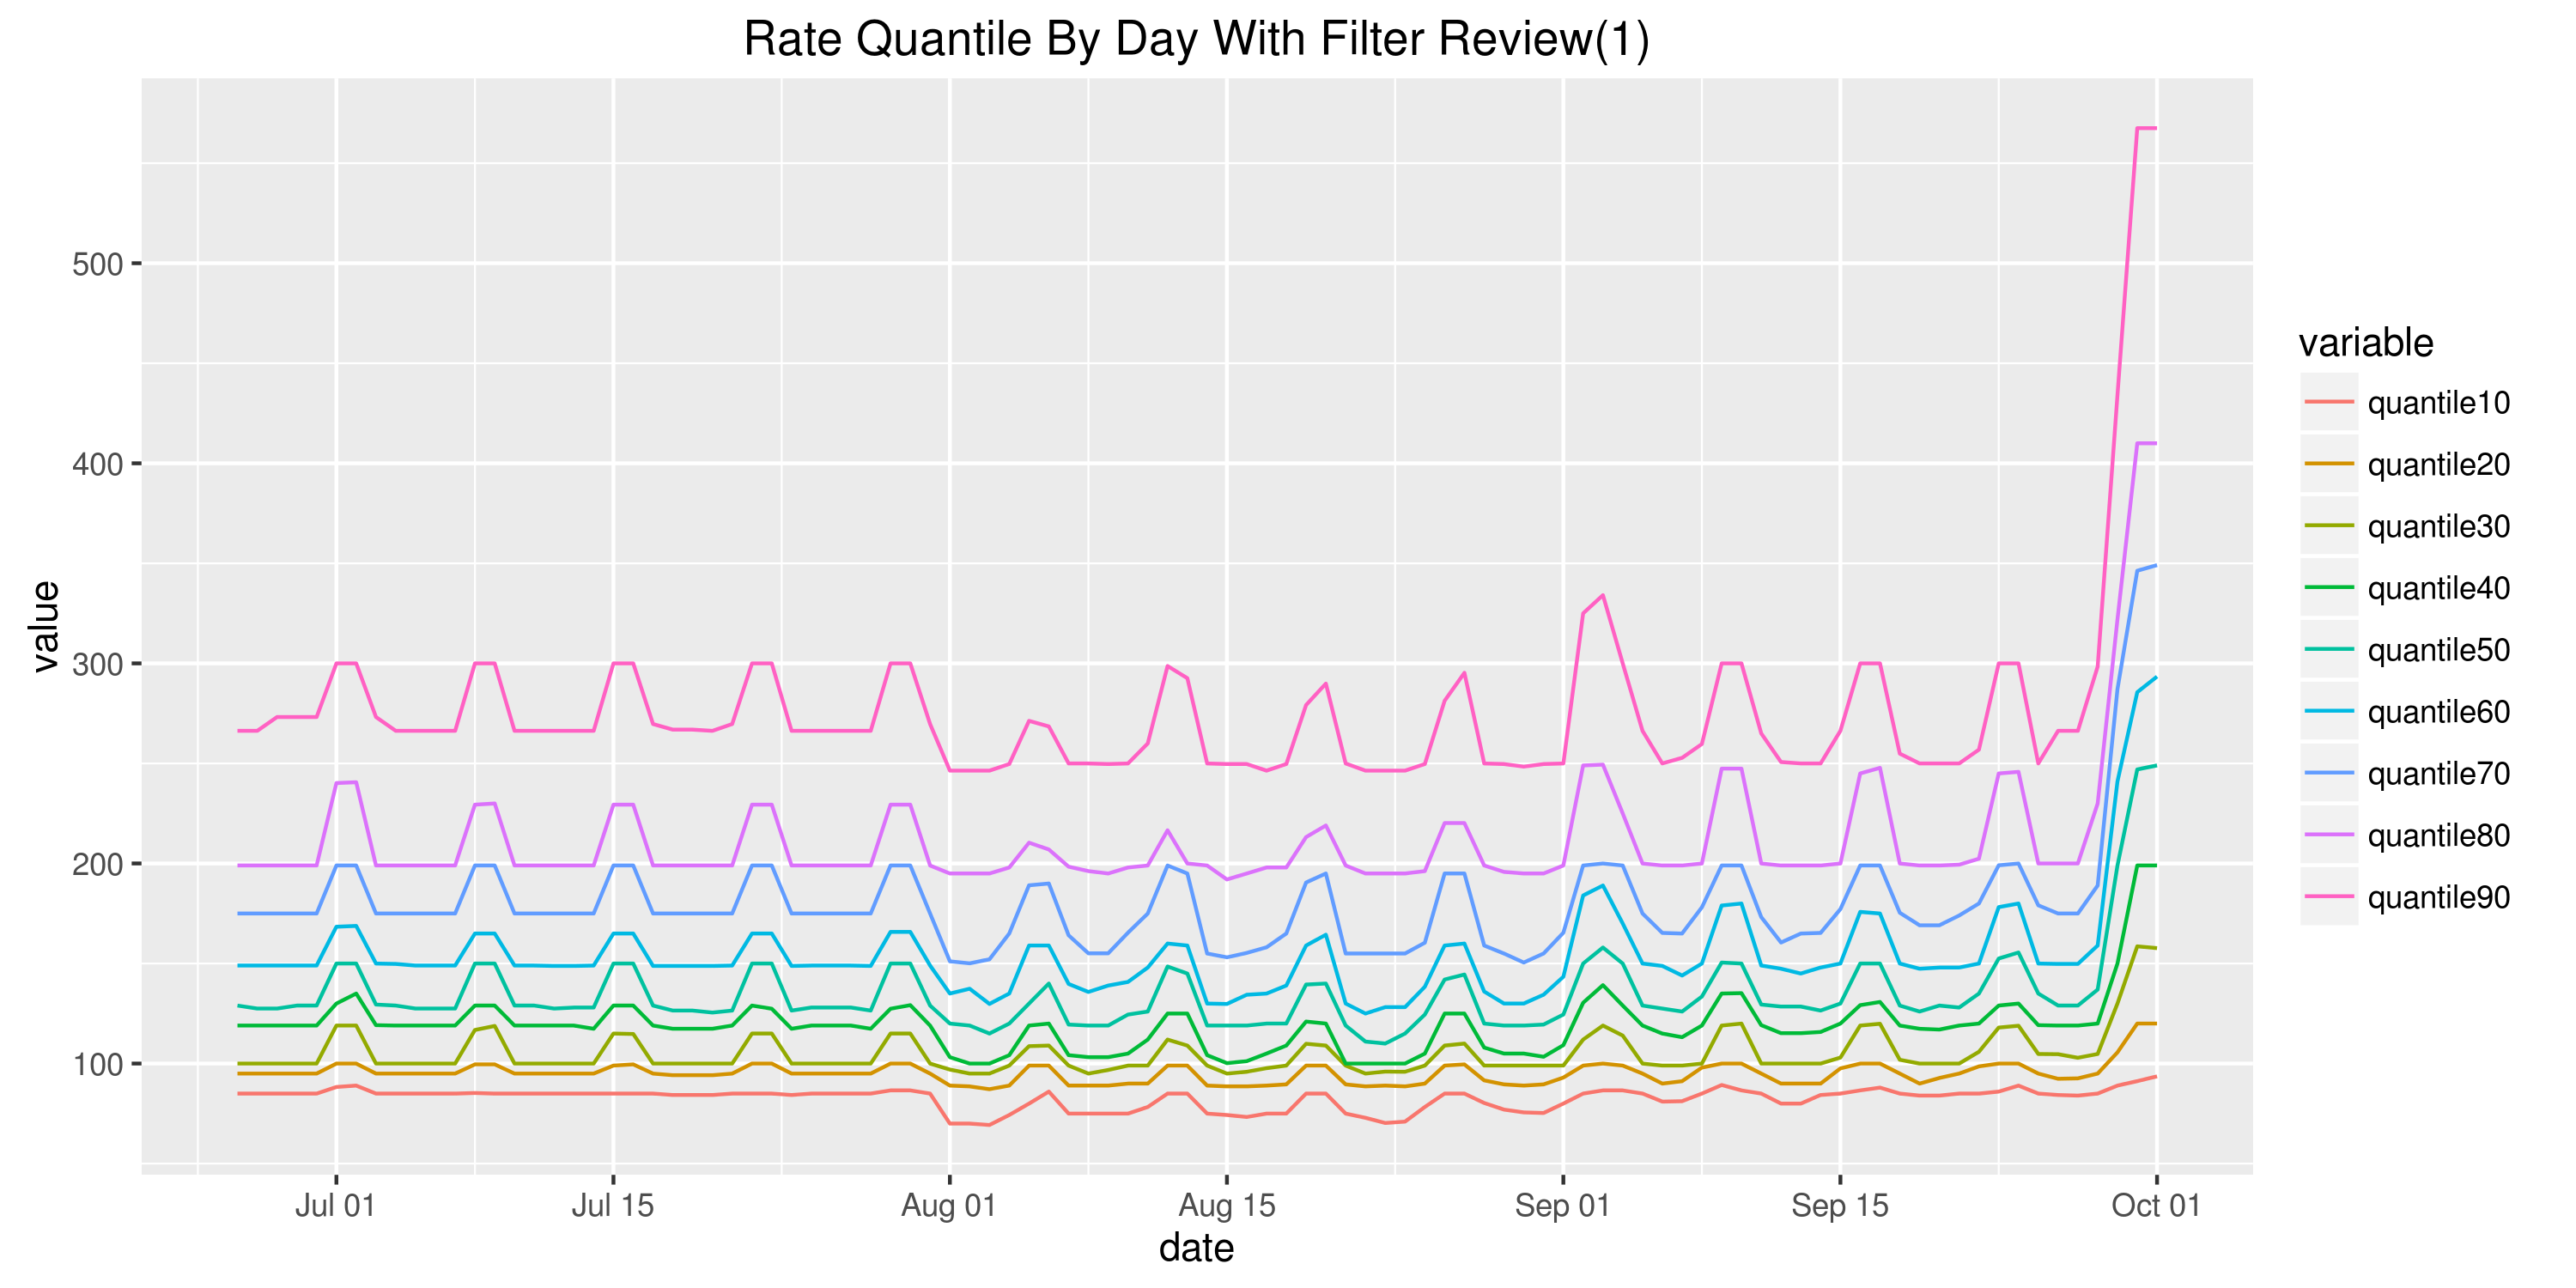 Rate Quantile By Day With Filter Review(1)
value
500
400
300
200
100
Jul 01
Jul 15
Aug 01
Aug 15
Sep 01
Sep 15
Oct 01
date
variable
quantile10
quantile20
quantile30
quantile40
quantile50
quantile60
quantile70
quantile80
quantile90